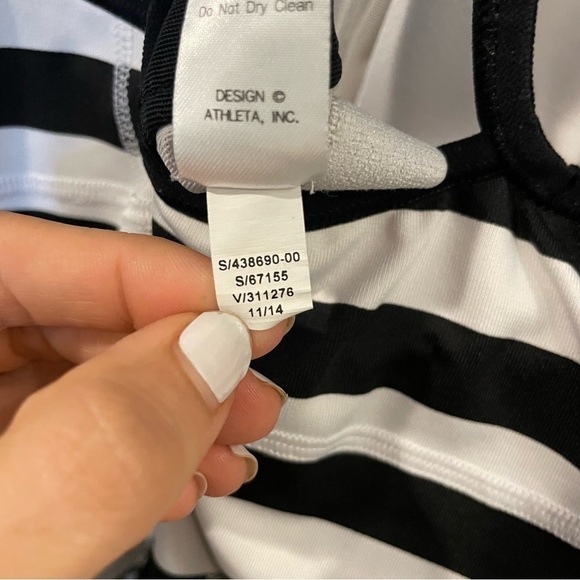 Do Not Dry Clean
DESIGN ©
ATHLETA, INC.
S/438690-00
S/67155
V/311276
11/14